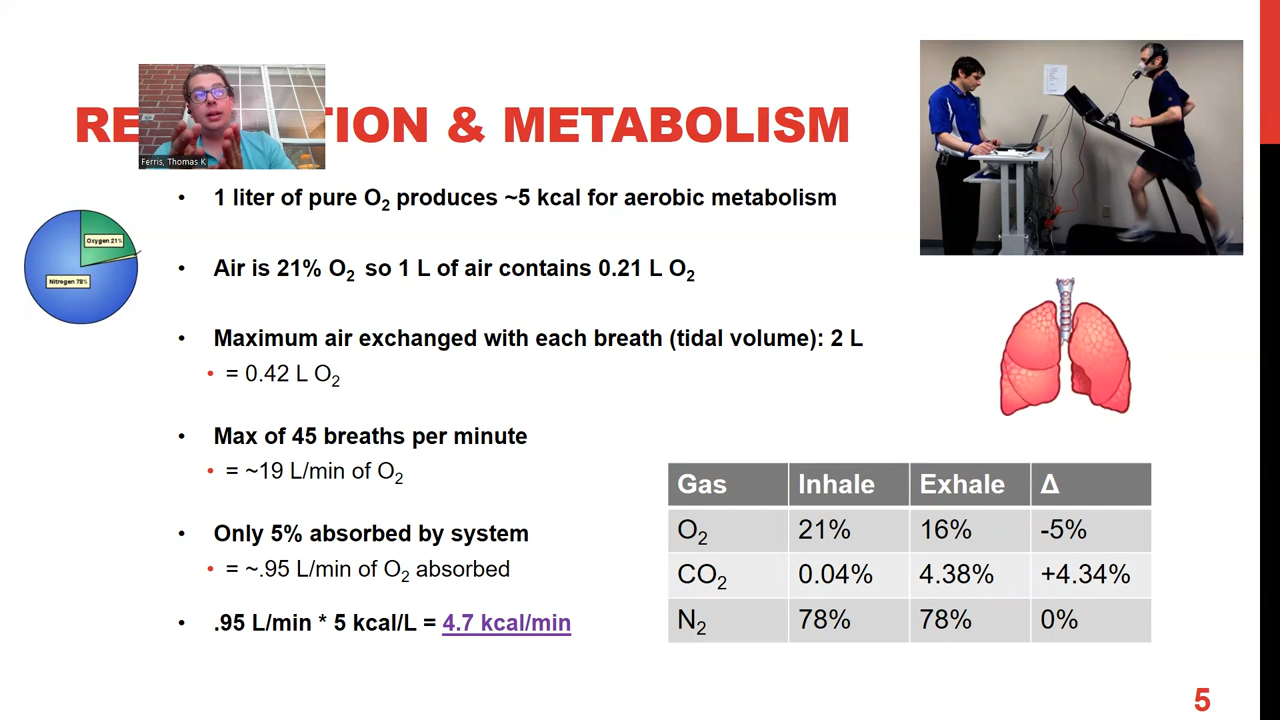 RE TION & METABOLISM
Ferris, Thomas K
• 1 liter of pure O₂ produces ~5 kcal for aerobic metabolism
Oxygen 21%
Nitrogen 78%
• Air is 21% O₂ so 1 L of air contains 0.21 L O₂
• Maximum air exchanged with each breath (tidal volume): 2 L
• = 0.42 L O₂
• Max of 45 breaths per minute
• = ~19 L/min of O₂
• Only 5% absorbed by system
• = ~.95 L/min of O₂ absorbed
• .95 L/min * 5 kcal/L = 4.7 kcal/min
Gas Inhale Exhale Δ
O₂ 21% 16% -5%
CO₂ 0.04% 4.38% +4.34%
N₂ 78% 78% 0%
5